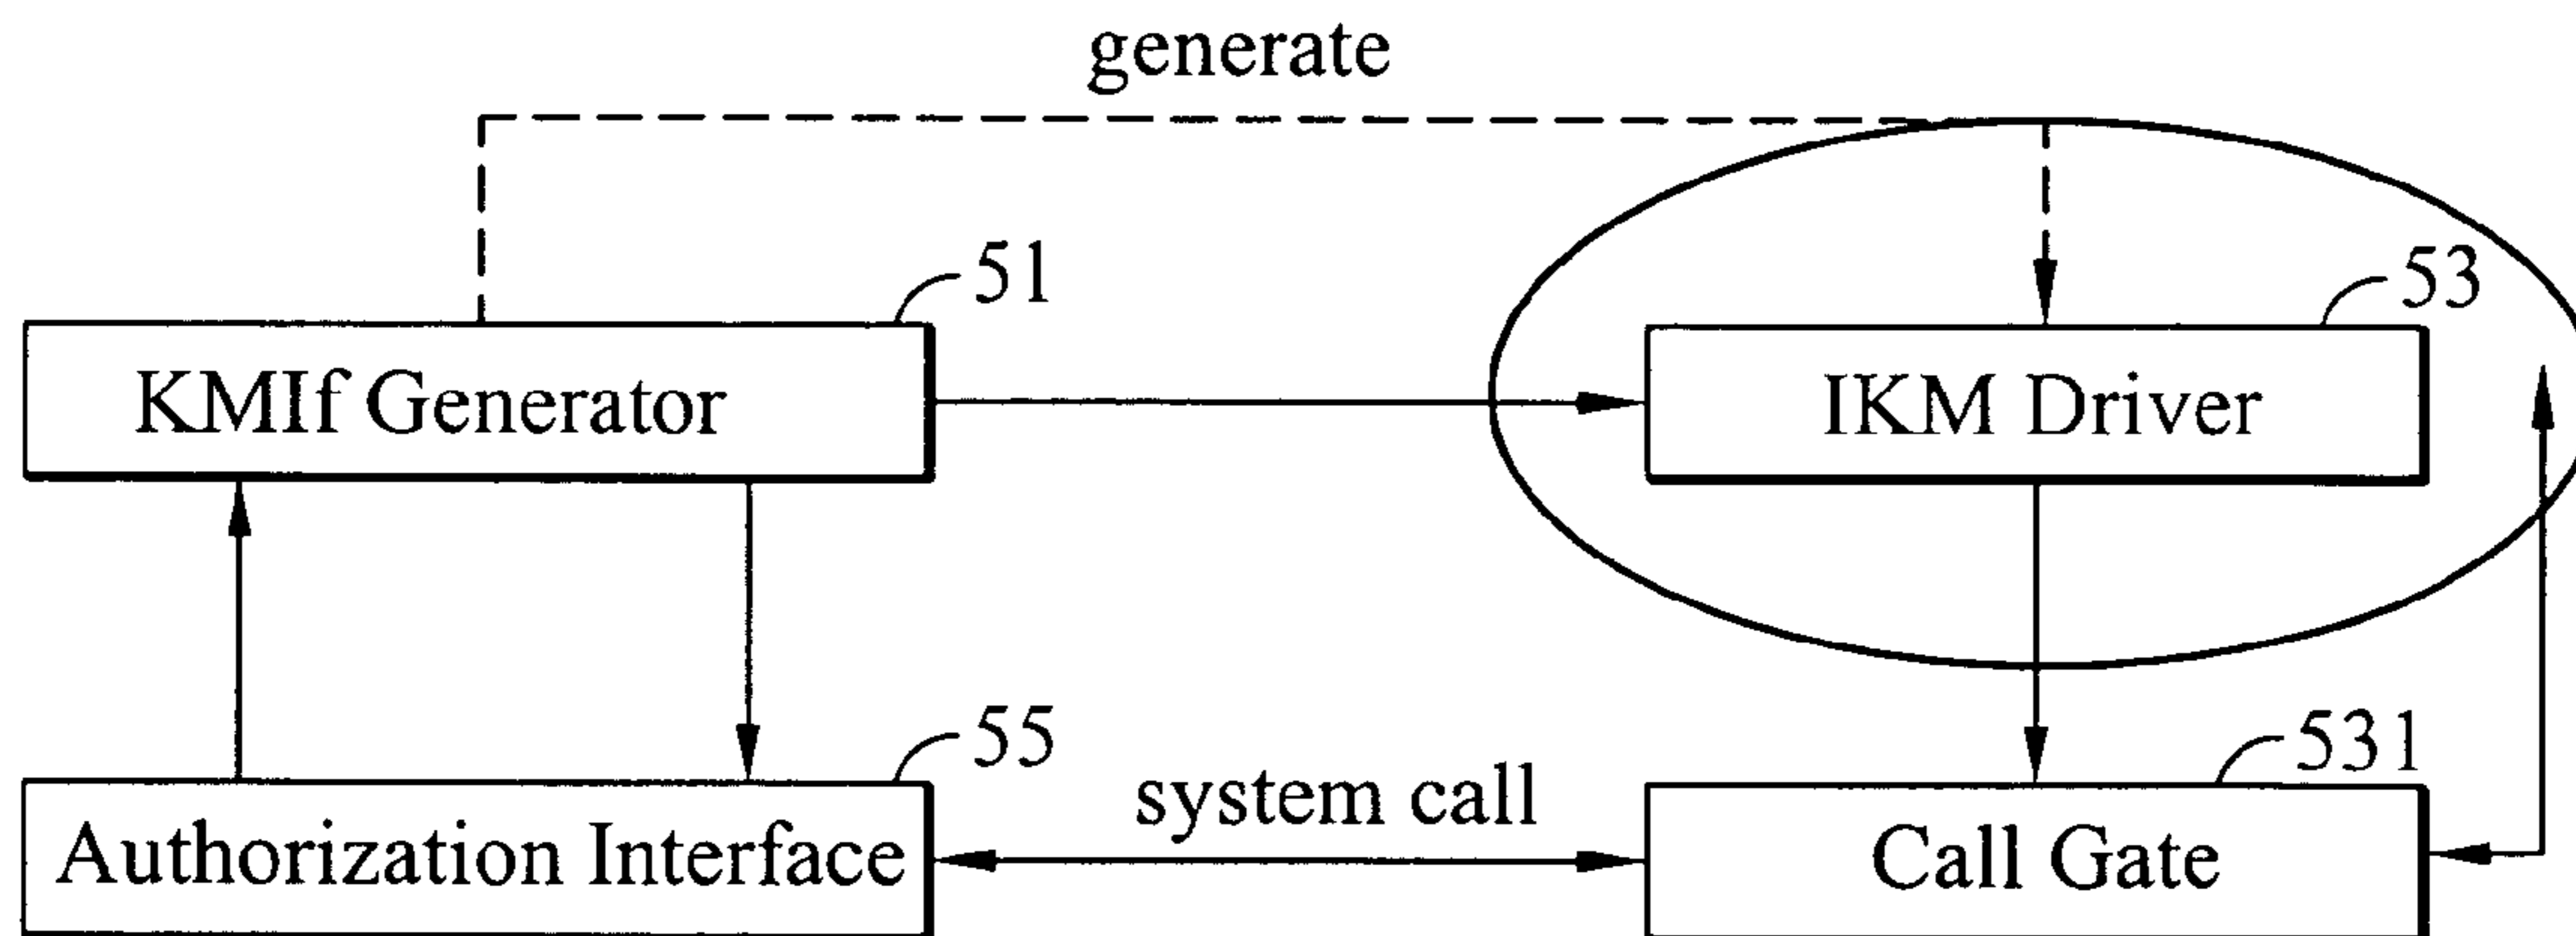 generate
51
53
KMIf Generator
IKM Driver
55
531
system call
Authorization Interface
Call Gate